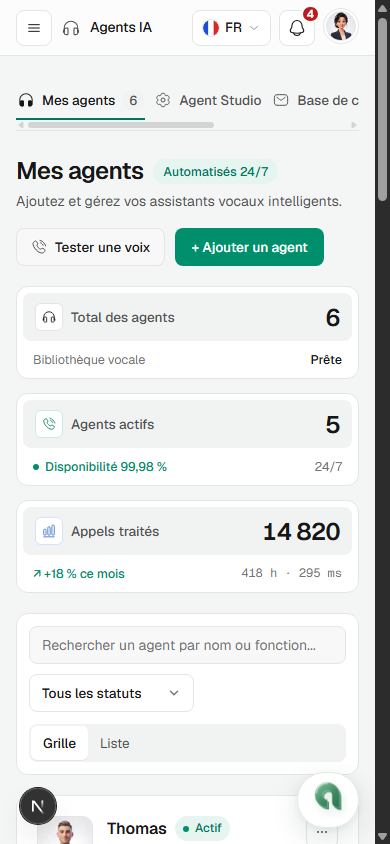 Agents IA
FR
4
Mes agents 6 Agent Studio Base de c
Mes agents Automatisés 24/7
Ajoutez et gérez vos assistants vocaux intelligents.
Tester une voix + Ajouter un agent
Total des agents 6
Bibliothèque vocale Prête
Agents actifs 5
Disponibilité 99,98 % 24/7
Appels traités 14 820
+18 % ce mois 418 h · 295 ms
Rechercher un agent par nom ou fonction...
Tous les statuts
Grille Liste
N
Thomas Actif